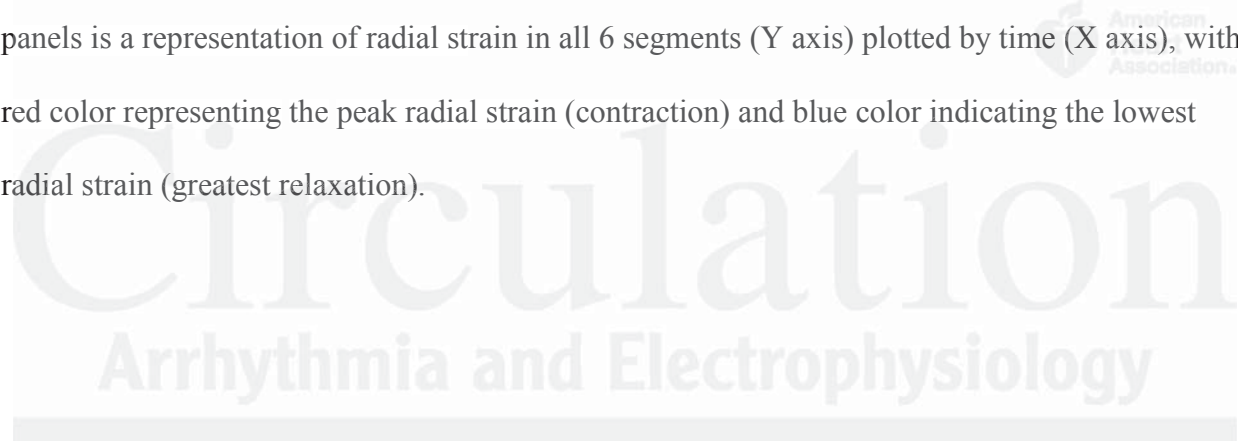 American
Heart
Association®
panels is a representation of radial strain in all 6 segments (Y axis) plotted by time (X axis), with
red color representing the peak radial strain (contraction) and blue color indicating the lowest
radial strain (greatest relaxation).
Circulation
Arrhythmia and Electrophysiology